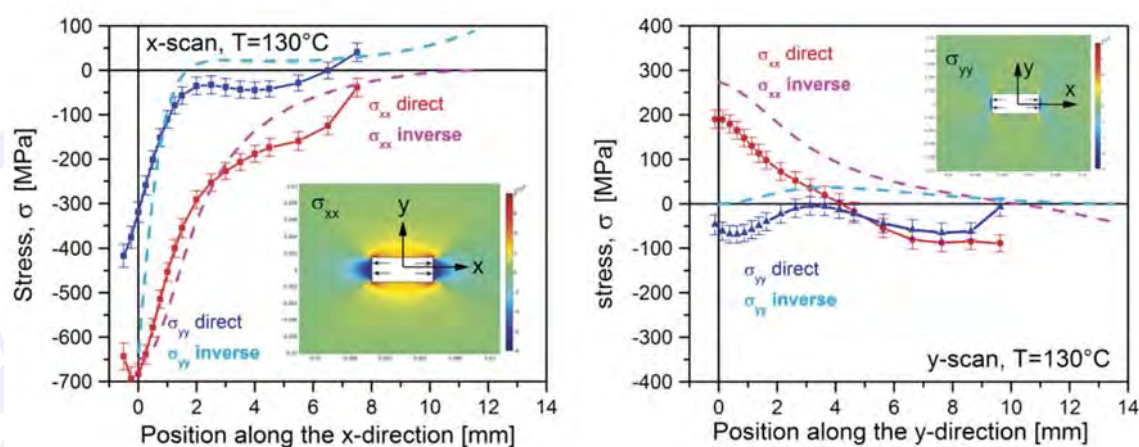 x-scan, T=130°C
100
0
-100
-200
-300
-400
-500
-600
-700
Stress, σ [MPa]
σxx direct
σxx inverse
σxx
y
x
σyy direct
σyy inverse
0 2 4 6 8 10 12 14
Position along the x-direction [mm]
400
300
200
100
0
-100
-200
-300
-400
stress, σ [MPa]
σxx direct
σxx inverse
σyy
y
x
σyy direct
σyy inverse
y-scan, T=130°C
0 2 4 6 8 10 12 14
Position along the y-direction [mm]